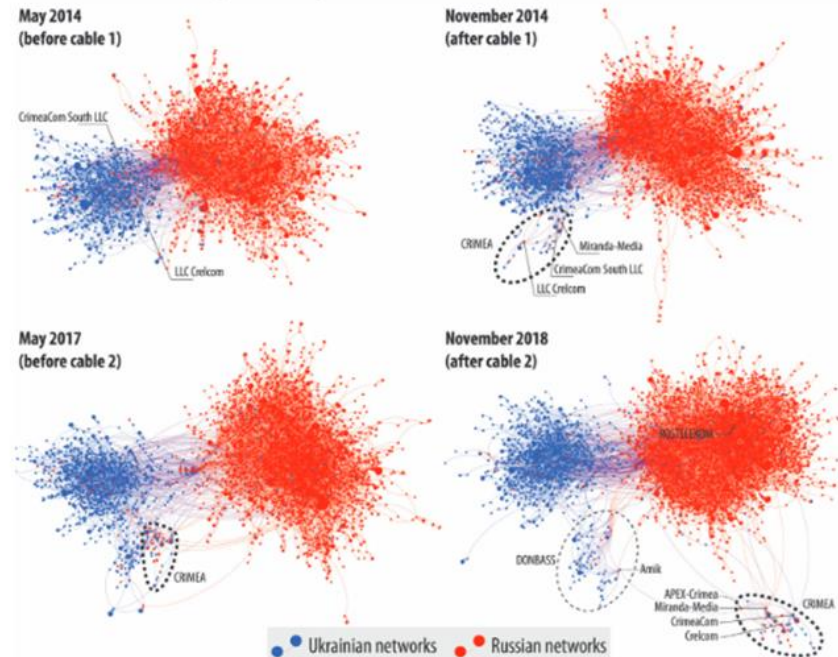 May 2014
(before cable 1)
CrimeaCom South LLC
LLC Crelcom
November 2014
(after cable 1)
CRIMEA
Miranda-Media
CrimeaCom South LLC
LLC Crelcom
May 2017
(before cable 2)
CRIMEA
November 2018
(after cable 2)
ROSTELEKOM
DONBASS
Amik
APEX-Crimea
Miranda-Media
CRIMEA
CrimeaCom
Crelcom
Ukrainian networks
Russian networks